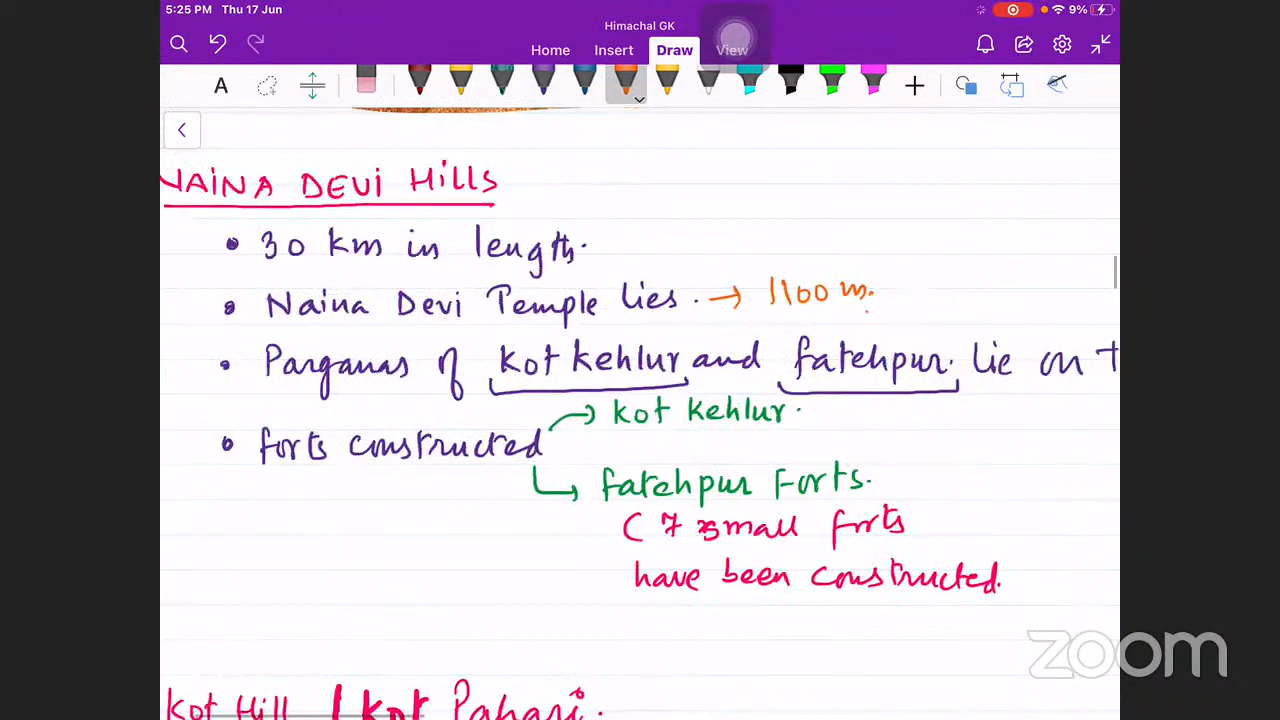 5:25 PM Thu 17 Jun
9%
Himachal GK
Home Insert Draw View
A
NAINA DEVI HILLS
• 30 km in length.
• Naina Devi Temple lies. → 1100 m.
• Parganas of kot kehlur and fatehpur. Lie on
→ kot kehlur.
• forts constructed
→ fatehpur Forts.
( 7 small forts
have been constructed.
zoom
kot Hill / kot Pahari.